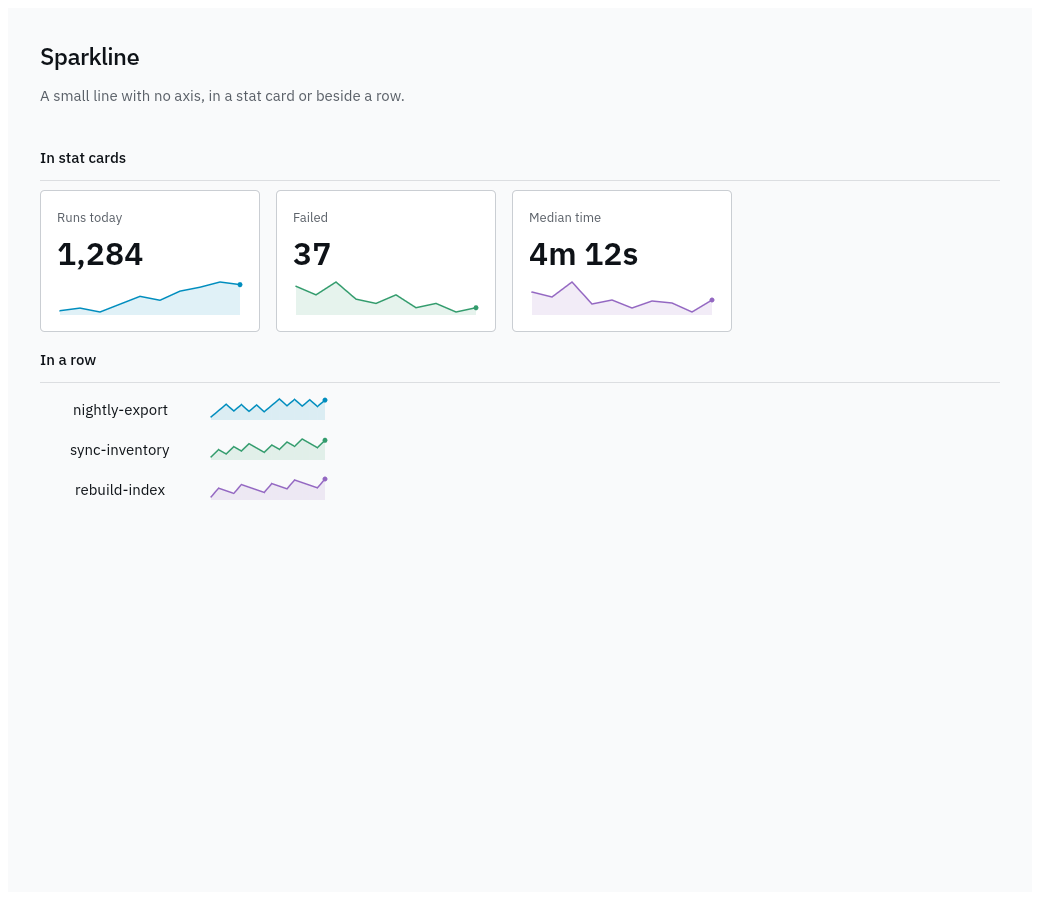 Sparkline
A small line with no axis, in a stat card or beside a row.
In stat cards
Runs today
1,284
Failed
37
Median time
4m 12s
In a row
nightly-export
sync-inventory
rebuild-index